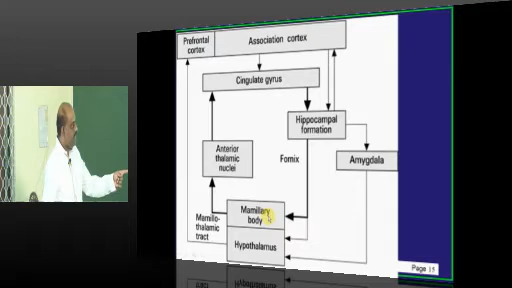 Prefrontal
cortex
Association cortex
Cingulate gyrus
Hippocampal
formation
Anterior
thalamic
nuclei
Fornix
Amygdala
Mamillary
body
Mamillo-
thalamic
tract
Hypothalamus
Page 15